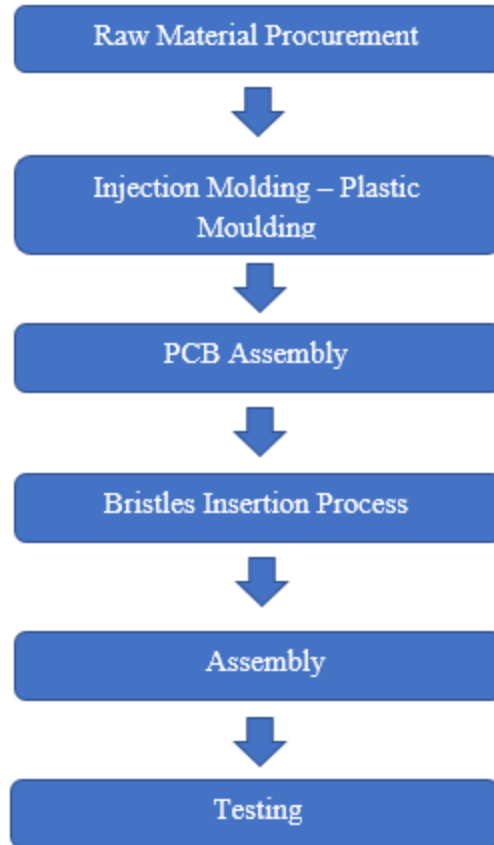 Raw Material Procurement
Injection Molding – Plastic
Moulding
PCB Assembly
Bristles Insertion Process
Assembly
Testing